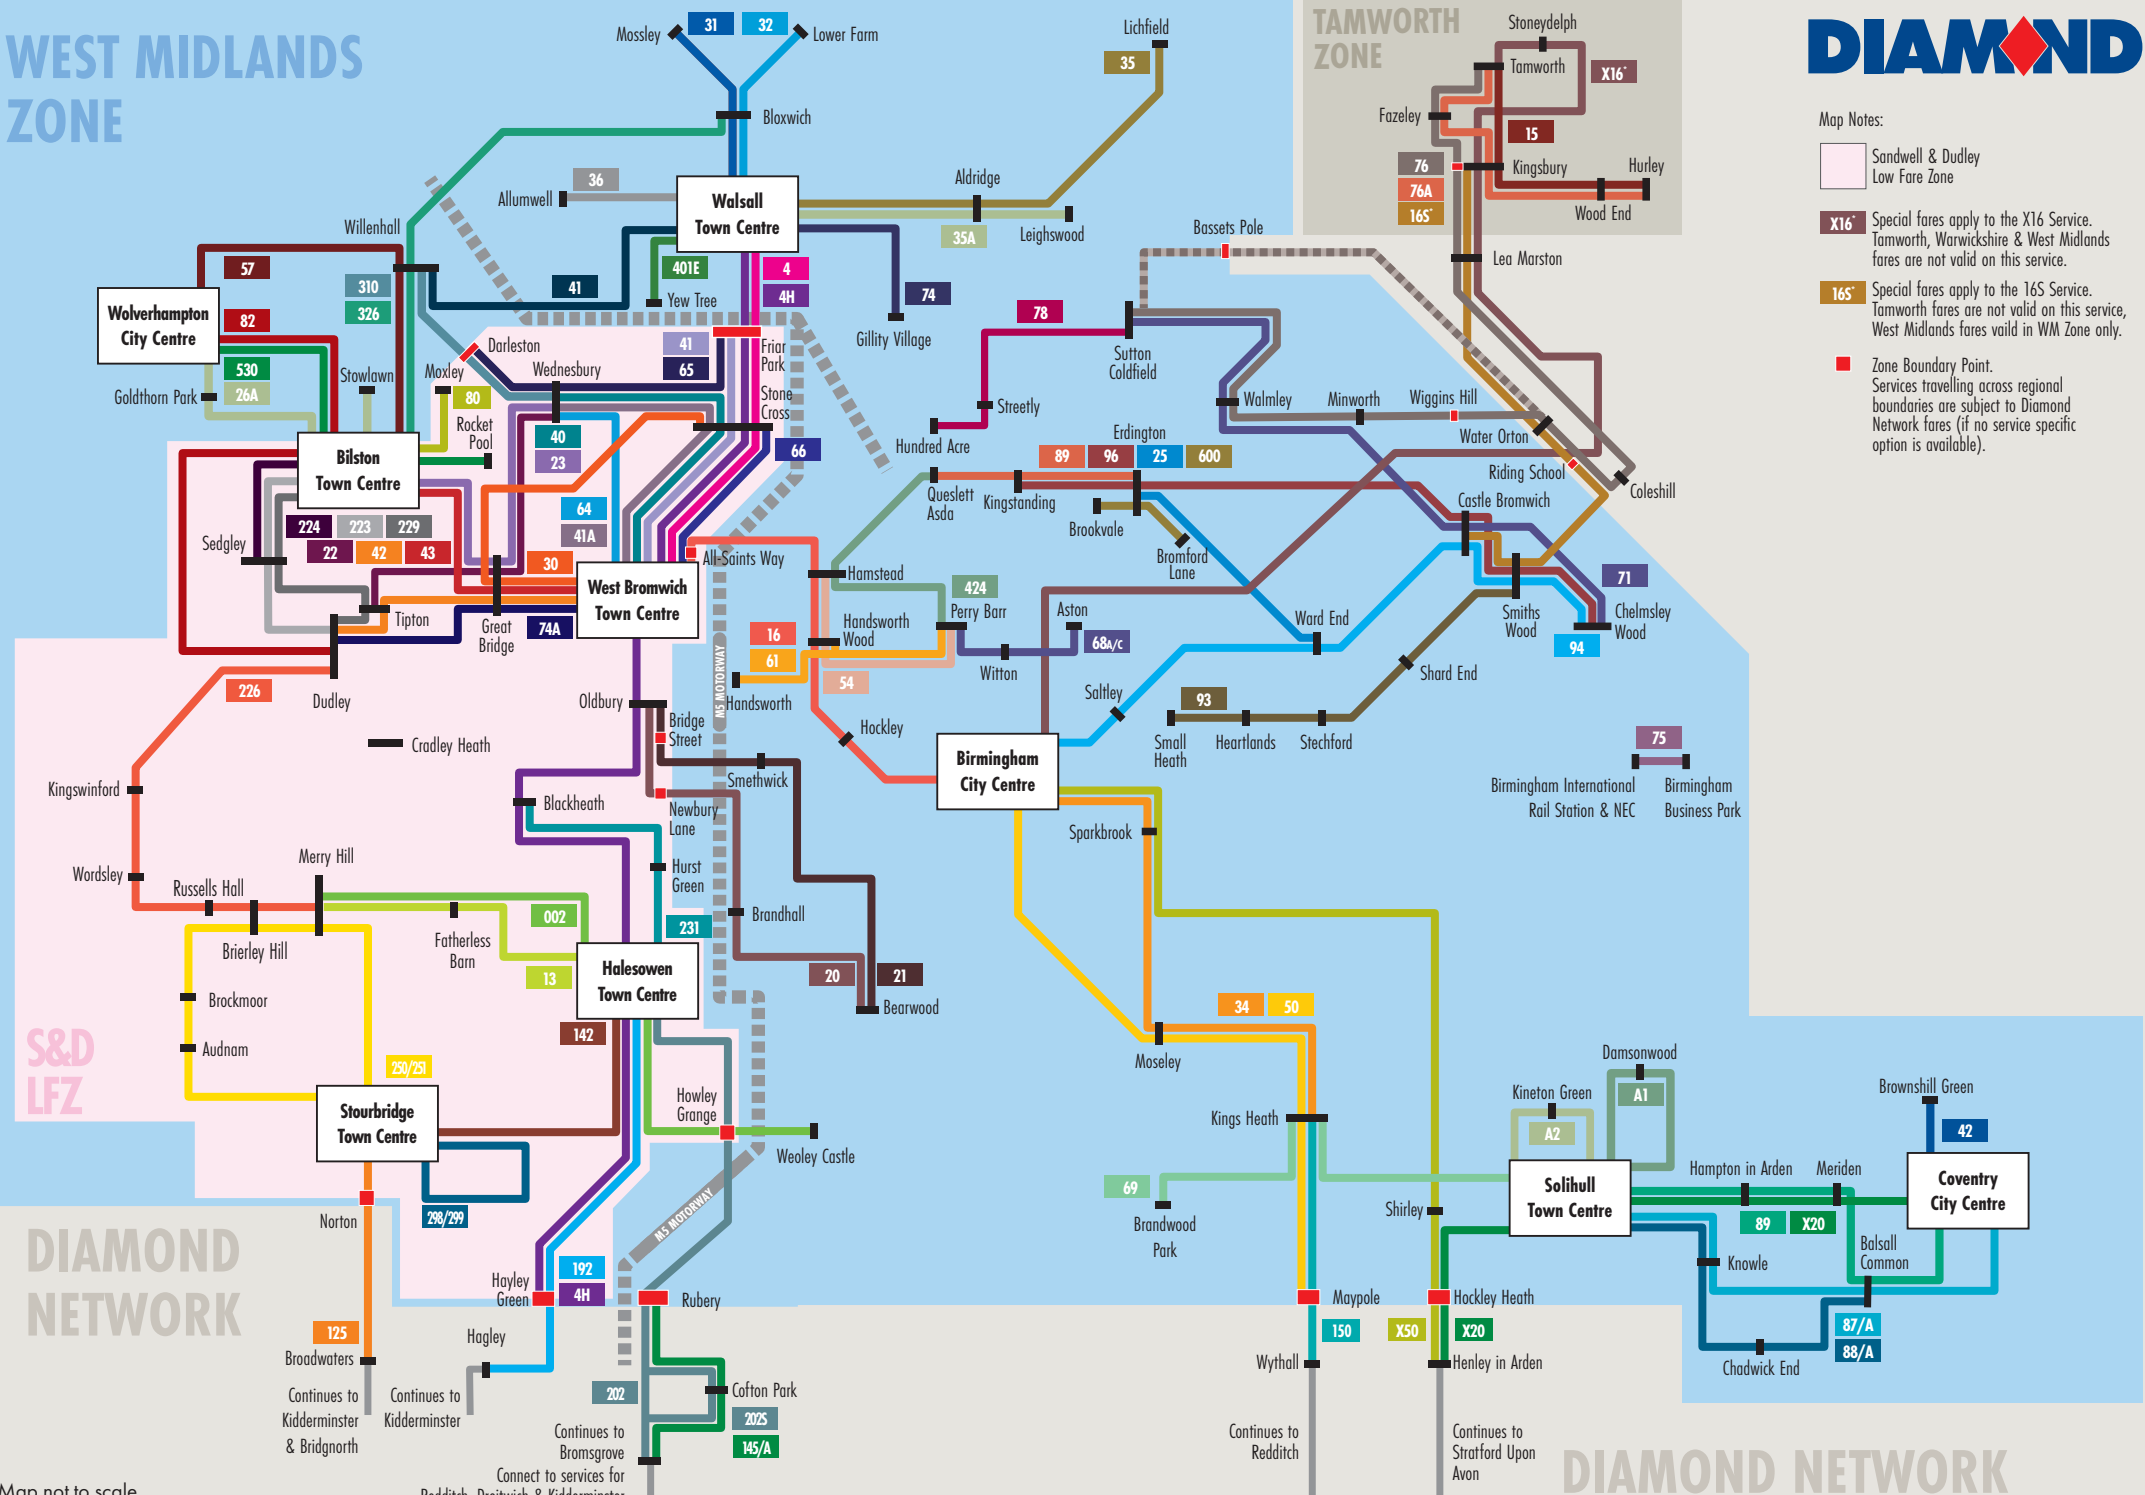 WEST MIDLANDS
ZONE
Mossley
31
32
Lower Farm
Lichfield
35
TAMWORTH
ZONE
Stoneydelph
Tamworth
X16*
DIAMOND
Bloxwich
Fazeley
15
76
76A
16S*
Kingsbury
Hurley
Wood End
Map Notes:
Sandwell & Dudley
Low Fare Zone
X16*
Special fares apply to the X16 Service.
Tamworth, Warwickshire & West Midlands
fares are not valid on this service.
16S*
Special fares apply to the 16S Service.
Tamworth fares are not valid on this service,
West Midlands fares vaild in WM Zone only.
Zone Boundary Point.
Services travelling across regional
boundaries are subject to Diamond
Network fares (if no service specific
option is available).
36
Allumwell
Walsall
Town Centre
Aldridge
35A
Leighswood
Willenhall
Bassets Pole
Lea Marston
57
310
326
41
401E
Yew Tree
4
4H
74
Gillity Village
Wolverhampton
City Centre
82
530
26A
Goldthorn Park
Stowlawn
Darleston
Moxley
80
Wednesbury
41
65
Friar
Park
Stone
Cross
78
Sutton
Coldfield
Streetly
Hundred Acre
Walmley
Minworth
Wiggins Hill
Water Orton
Riding School
Coleshill
Rocket
Pool
40
23
66
Bilston
Town Centre
Erdington
89
96
25
600
Queslett
Asda
Kingstanding
Brookvale
Bromford
Lane
Castle Bromwich
224
223
229
22
42
43
64
41A
30
Sedgley
All-Saints Way
West Bromwich
Town Centre
Hamstead
424
Perry Barr
Aston
68A/C
Witton
Ward End
Smiths
Wood
71
Chelmsley
Wood
94
Tipton
Great
Bridge
74A
Handsworth
Wood
16
61
54
Handsworth
M5 MOTORWAY
226
Dudley
Oldbury
Bridge
Street
Hockley
Saltley
93
Shard End
Small
Heath
Heartlands
Stechford
Cradley Heath
Smethwick
Birmingham
City Centre
75
Birmingham International
Rail Station & NEC
Birmingham
Business Park
Kingswinford
Blackheath
Newbury
Lane
Sparkbrook
Wordsley
Merry Hill
Russells Hall
Hurst
Green
Brierley Hill
Fatherless
Barn
002
13
231
Brandhall
Halesowen
Town Centre
20
21
Bearwood
Brockmoor
Audnam
S&D
LFZ
142
34
50
Moseley
250/251
Stourbridge
Town Centre
Howley
Grange
Weoley Castle
Kings Heath
Damsonwood
Kineton Green
A1
A2
Brownshill Green
42
69
Brandwood
Park
Shirley
Solihull
Town Centre
Hampton in Arden
Meriden
89
X20
Coventry
City Centre
Norton
298/299
M5 MOTORWAY
Knowle
Balsall
Common
DIAMOND
NETWORK
Hayley
Green
192
4H
Rubery
Maypole
Hockley Heath
150
X50
X20
87/A
88/A
Chadwick End
125
Broadwaters
Hagley
Wythall
Henley in Arden
Continues to
Kidderminster
& Bridgnorth
Continues to
Kidderminster
202
Cofton Park
202S
145/A
Continues to
Bromsgrove
Connect to services for
Redditch, Droitwich & Kidderminster
Continues to
Redditch
Continues to
Stratford Upon
Avon
DIAMOND NETWORK
Map not to scale